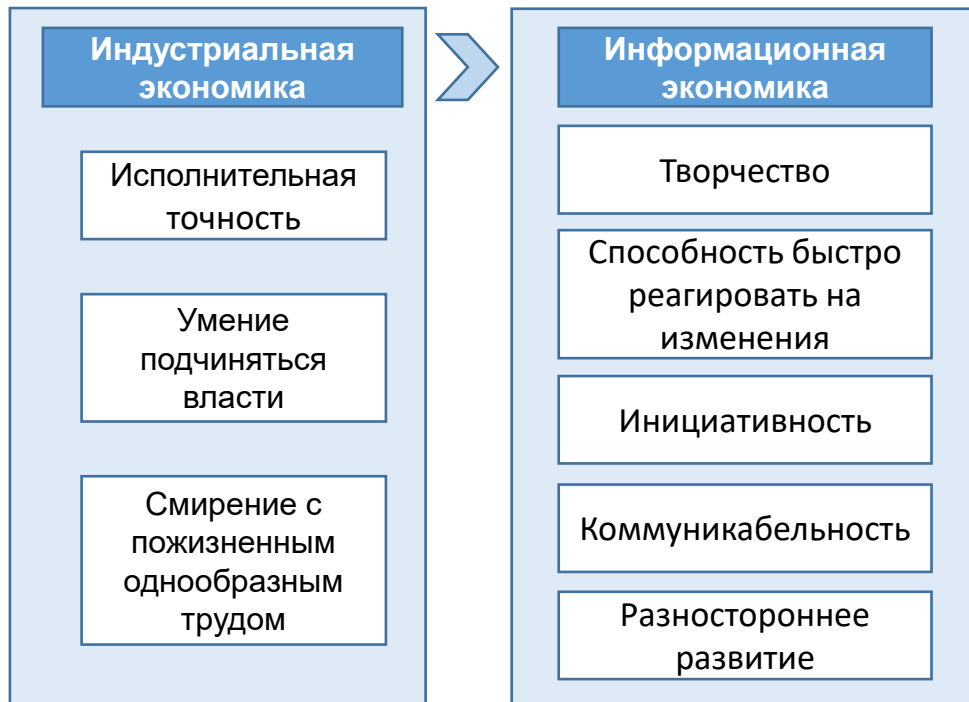 Индустриальная
экономика
Исполнительная
точность
Умение
подчиняться
власти
Смирение с
пожизненным
однообразным
трудом
Информационная
экономика
Творчество
Способность быстро
реагировать на
изменения
Инициативность
Коммуникабельность
Разностороннее
развитие